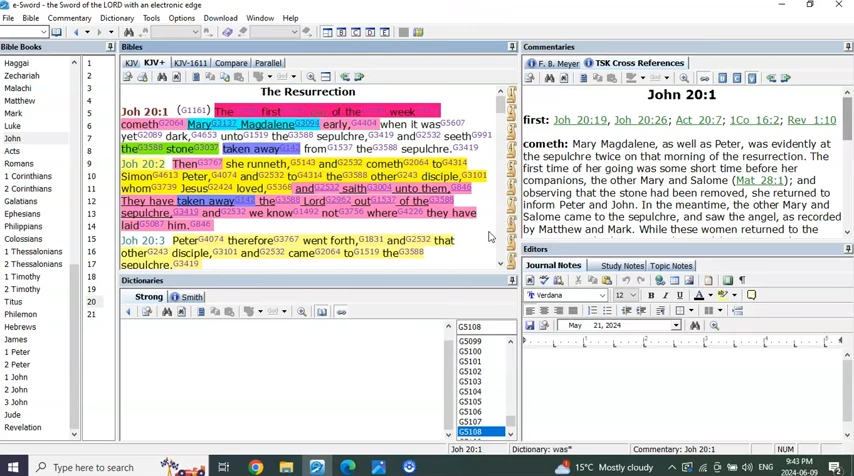 e-Sword - the Sword of the LORD with an electronic edge
File Bible Commentary Dictionary Tools Options Download Window Help
Bible Books
Haggai
Zechariah
Malachi
Matthew
Mark
Luke
John
Acts
Romans
1 Corinthians
2 Corinthians
Galatians
Ephesians
Philippians
Colossians
1 Thessalonians
2 Thessalonians
1 Timothy
2 Timothy
Titus
Philemon
Hebrews
James
1 Peter
2 Peter
1 John
2 John
3 John
Jude
Revelation
1
2
3
4
5
6
7
8
9
10
11
12
13
14
15
16
17
18
19
20
21
Bibles
KJV KJV+ KJV-1611 Compare Parallel
The Resurrection
Joh 20:1 (G1161) The first of the week
cometh G2064 Mary G3137 Magdalene G3094 early, G4404 when it was G5607
yet G2089 dark, G4653 unto G1519 the G3588 sepulchre, G3419 and G2532 seeth G991
the G3588 stone G3037 taken away G142 from G1537 the G3588 sepulchre. G3419
Joh 20:2 Then G3767 she runneth, G5143 and G2532 cometh G2064 to G4314
Simon G4613 Peter, G4074 and G2532 to G4314 the G3588 other G243 disciple, G3101
whom G3739 Jesus G2424 loved, G5368 and G2532 saith G3004 unto them, G846
They have taken away G142 the G3588 Lord G2962 out G1537 of the G3588
sepulchre, G3419 and G2532 we know G1492 not G3756 where G4226 they have
laid G5087 him. G846
Joh 20:3 Peter G4074 therefore G3767 went forth, G1831 and G2532 that
other G243 disciple, G3101 and G2532 came G2064 to G1519 the G3588
sepulchre. G3419
Dictionaries
Strong Smith
G5108
G5099
G5100
G5101
G5102
G5103
G5104
G5105
G5106
G5107
G5108
Commentaries
F. B. Meyer TSK Cross References
John 20:1
first: Joh 20:19, Joh 20:26; Act 20:7; 1Co 16:2; Rev 1:10
cometh: Mary Magdalene, as well as Peter, was evidently at
the sepulchre twice on that morning of the resurrection. The
first time of her going was some short time before her
companions, the other Mary and Salome (Mat 28:1); and
observing that the stone had been removed, she returned to
inform Peter and John. In the meantime, the other Mary and
Salome came to the sepulchre, and saw the angel, as recorded
by Matthew and Mark. While these women returned to the
Editors
Journal Notes Study Notes Topic Notes
Verdana 12 B I U A
May 21, 2024
1 2 3 4 5
Joh 20:1 Dictionary: was* Commentary: Joh 20:1 NUM
Type here to search
15°C Mostly cloudy
ENG
9:43 PM
2024-06-09